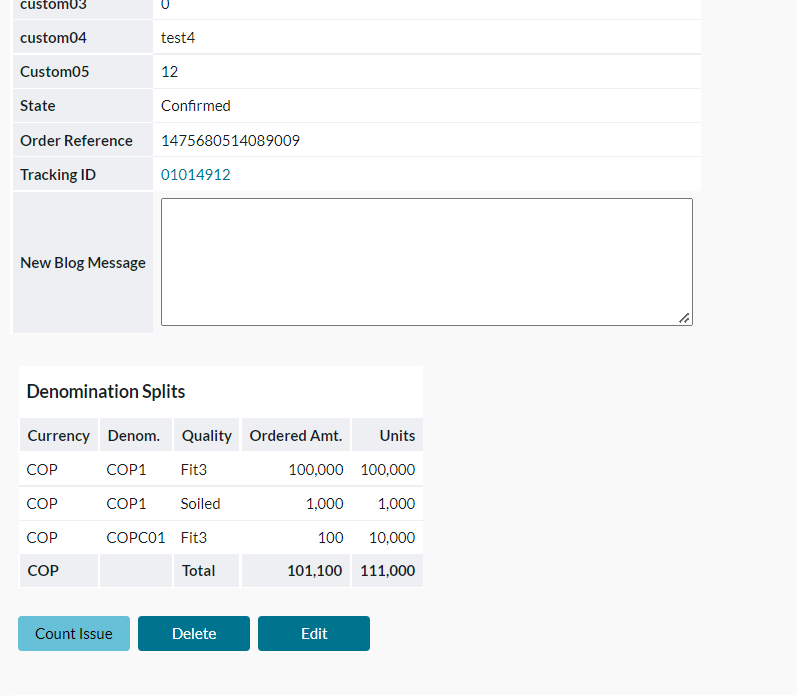 custom03 0
custom04 test4
Custom05 12
State Confirmed
Order Reference 1475680514089009
Tracking ID 01014912
New Blog Message
Denomination Splits
Currency Denom. Quality Ordered Amt. Units
COP COP1 Fit3 100,000 100,000
COP COP1 Soiled 1,000 1,000
COP COPC01 Fit3 100 10,000
COP Total 101,100 111,000
Count Issue Delete Edit